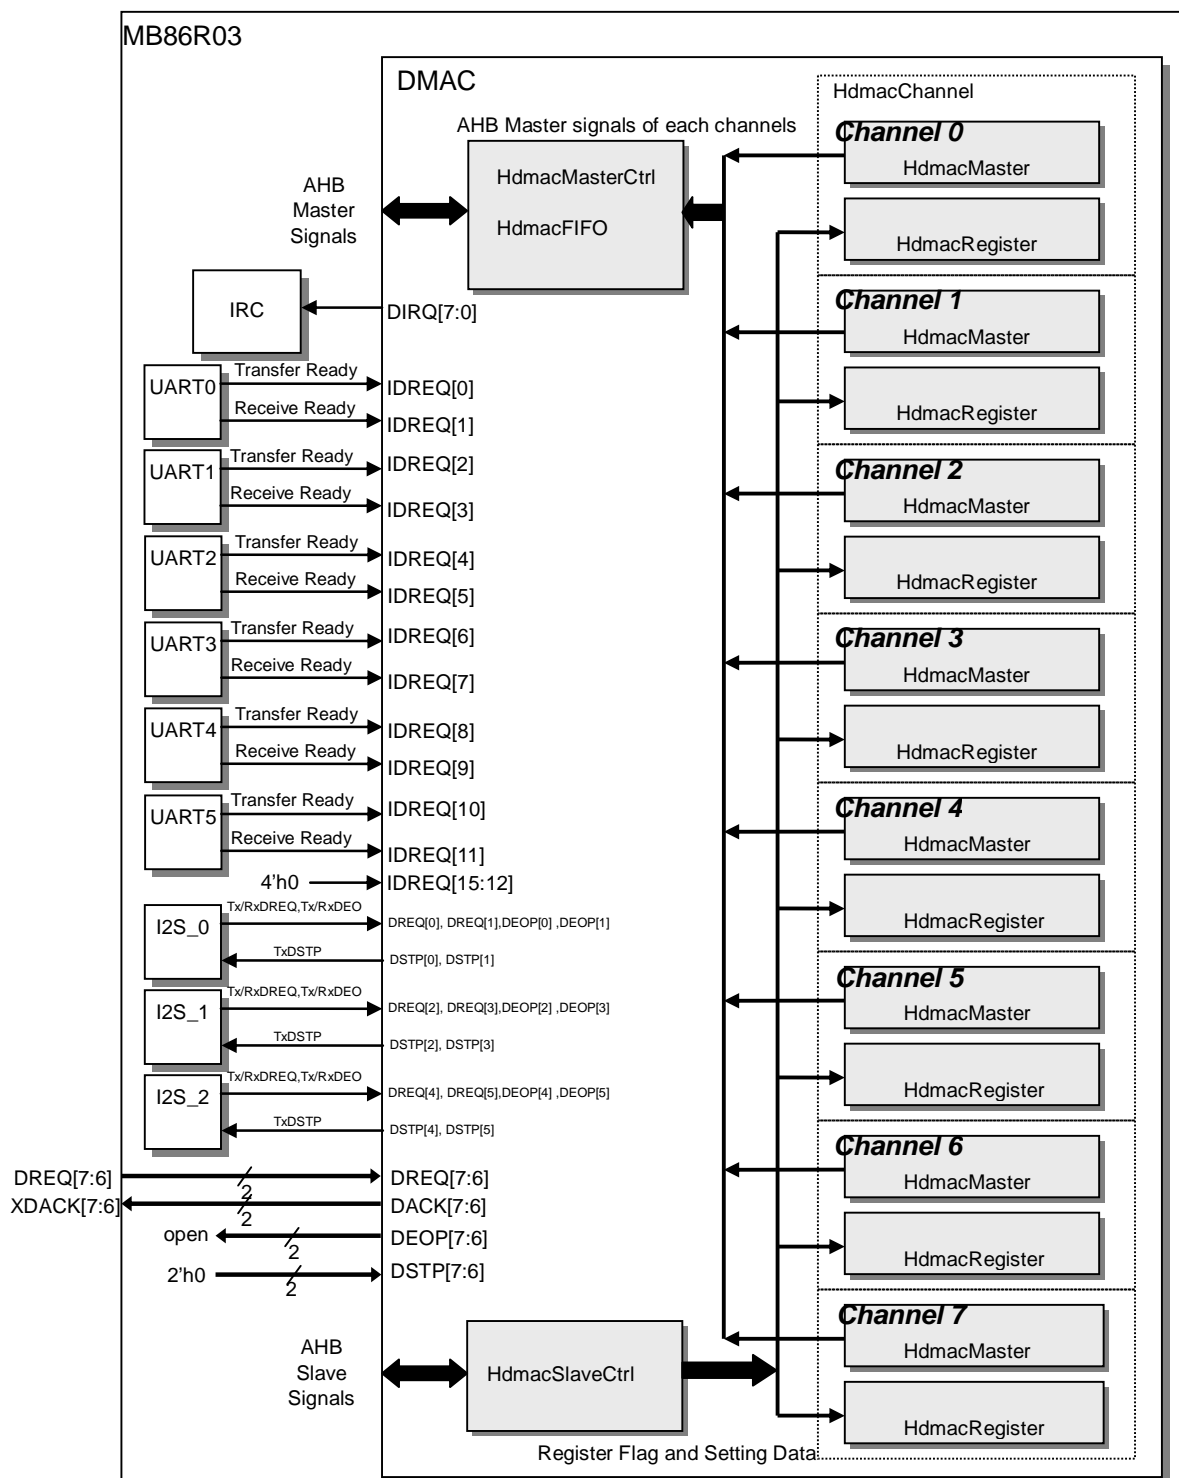 MB86R03
DMAC
HdmacChannel
AHB Master signals of each channels
Channel 0
HdmacMaster
HdmacRegister
AHB
Master
Signals
HdmacMasterCtrl
HdmacFIFO
IRC
DIRQ[7:0]
Channel 1
HdmacMaster
HdmacRegister
UART0
Transfer Ready
IDREQ[0]
Receive Ready
IDREQ[1]
UART1
Transfer Ready
IDREQ[2]
Receive Ready
IDREQ[3]
Channel 2
HdmacMaster
HdmacRegister
UART2
Transfer Ready
IDREQ[4]
Receive Ready
IDREQ[5]
UART3
Transfer Ready
IDREQ[6]
Receive Ready
IDREQ[7]
Channel 3
HdmacMaster
HdmacRegister
UART4
Transfer Ready
IDREQ[8]
Receive Ready
IDREQ[9]
UART5
Transfer Ready
IDREQ[10]
Receive Ready
IDREQ[11]
4'h0
IDREQ[15:12]
Channel 4
HdmacMaster
HdmacRegister
I2S_0
Tx/RxDREQ,Tx/RxDEO
DREQ[0], DREQ[1],DEOP[0] ,DEOP[1]
TxDSTP
DSTP[0], DSTP[1]
I2S_1
Tx/RxDREQ,Tx/RxDEO
DREQ[2], DREQ[3],DEOP[2] ,DEOP[3]
TxDSTP
DSTP[2], DSTP[3]
Channel 5
HdmacMaster
HdmacRegister
I2S_2
Tx/RxDREQ,Tx/RxDEO
DREQ[4], DREQ[5],DEOP[4] ,DEOP[5]
TxDSTP
DSTP[4], DSTP[5]
Channel 6
HdmacMaster
HdmacRegister
DREQ[7:6]
2
DREQ[7:6]
XDACK[7:6]
2
DACK[7:6]
open
2
DEOP[7:6]
2'h0
2
DSTP[7:6]
Channel 7
HdmacMaster
HdmacRegister
AHB
Slave
Signals
HdmacSlaveCtrl
Register Flag and Setting Data